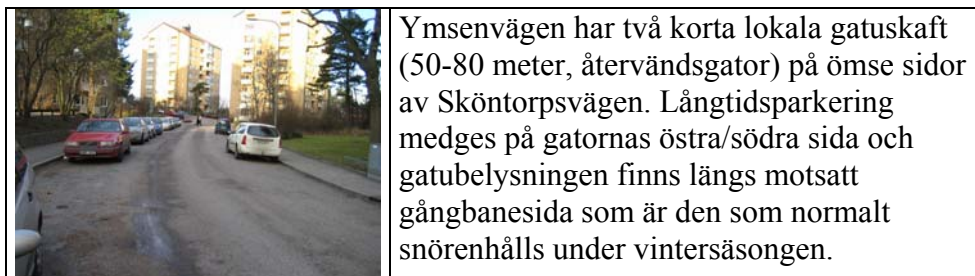 Ymsenvägen har två korta lokala gatuskaft
(50-80 meter, återvändsgator) på ömse sidor
av Sköntorpsvägen. Långtidsparkering
medges på gatornas östra/södra sida och
gatubelysningen finns längs motsatt
gångbanesida som är den som normalt
snörenhålls under vintersäsongen.